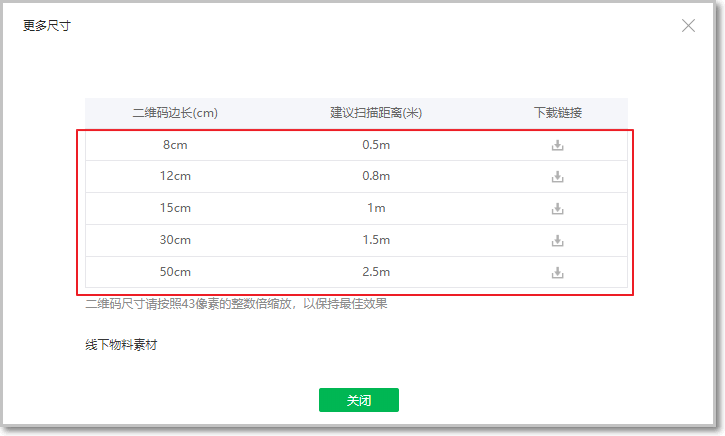 更多尺寸
二维码边长(cm) 建议扫描距离(米) 下载链接
8cm 0.5m
12cm 0.8m
15cm 1m
30cm 1.5m
50cm 2.5m
二维码尺寸请按照43像素的整数倍缩放，以保持最佳效果
线下物料素材
关闭